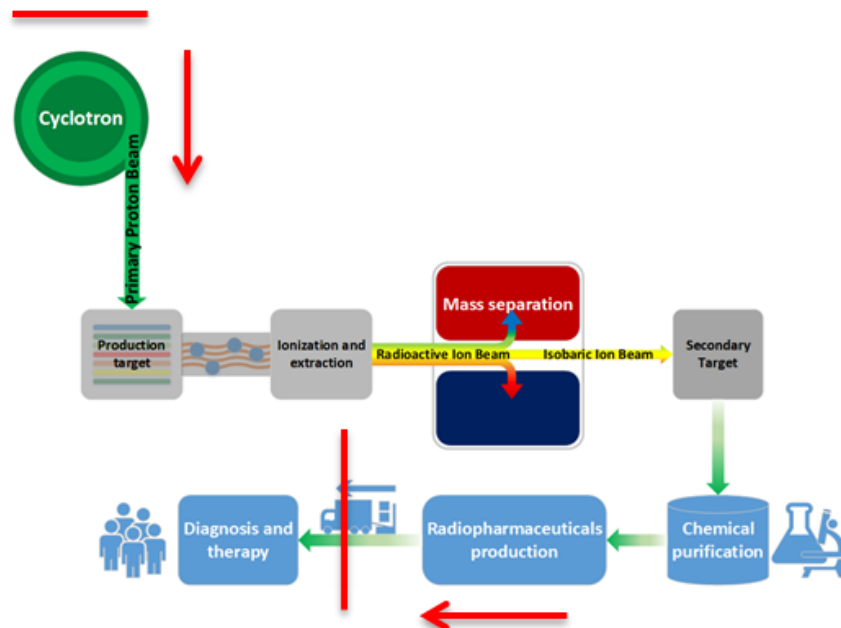 Cyclotron
Primary Proton Beam
Production
target
Ionization and
extraction
Mass separation
Radioactive Ion Beam
Isobaric Ion Beam
Secondary
Target
Diagnosis and
therapy
Radiopharmaceuticals
production
Chemical
purification